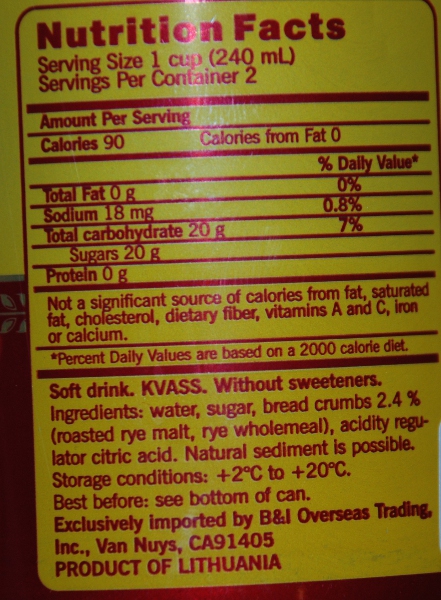 Nutrition Facts
Serving Size 1 cup (240 mL)
Servings Per Container 2
Amount Per Serving
Calories 90 Calories from Fat 0
% Daily Value*
Total Fat 0 g 0%
Sodium 18 mg 0.8%
Total carbohydrate 20 g 7%
Sugars 20 g
Protein 0 g
Not a significant source of calories from fat, saturated
fat, cholesterol, dietary fiber, vitamins A and C, iron
or calcium.
*Percent Daily Values are based on a 2000 calorie diet.
Soft drink. KVASS. Without sweeteners.
Ingredients: water, sugar, bread crumbs 2.4 %
(roasted rye malt, rye wholemeal), acidity regu-
lator citric acid. Natural sediment is possible.
Storage conditions: +2°C to +20°C.
Best before: see bottom of can.
Exclusively imported by B&I Overseas Trading,
Inc., Van Nuys, CA91405
PRODUCT OF LITHUANIA